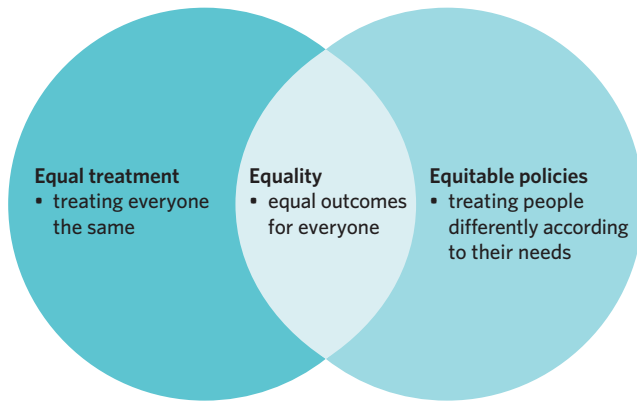 Equal treatment
• treating everyone
the same
Equality
• equal outcomes
for everyone
Equitable policies
• treating people
differently according
to their needs